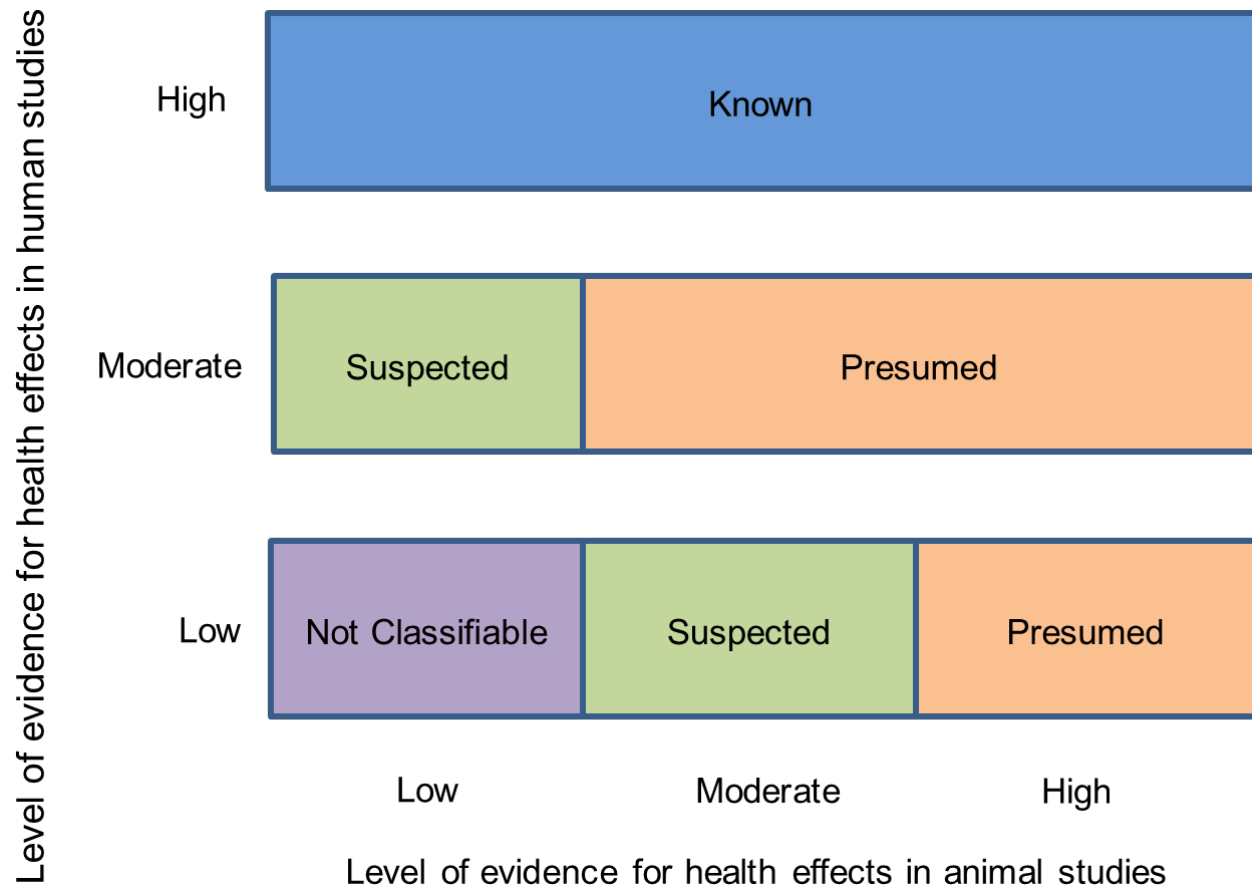 Level of evidence for health effects in human studies
High
Known
Moderate
Suspected
Presumed
Low
Not Classifiable
Suspected
Presumed
Low
Moderate
High
Level of evidence for health effects in animal studies